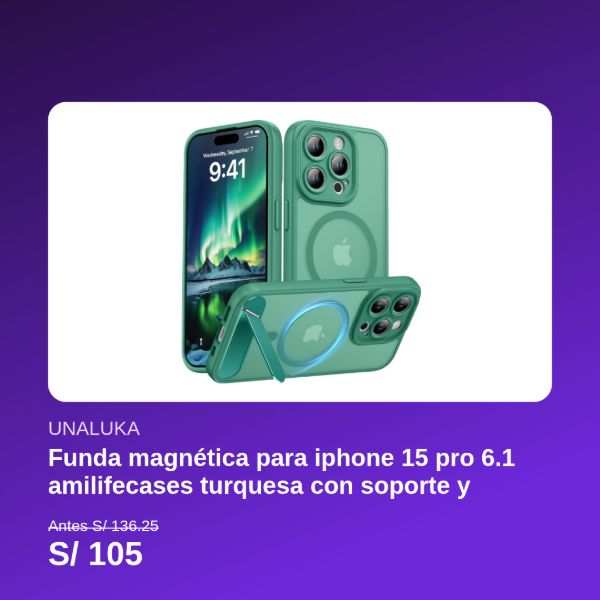 Wednesday, September 7
9:41
UNALUKA
Funda magnética para iphone 15 pro 6.1
amilifecases turquesa con soporte y
Antes S/ 136.25
S/ 105